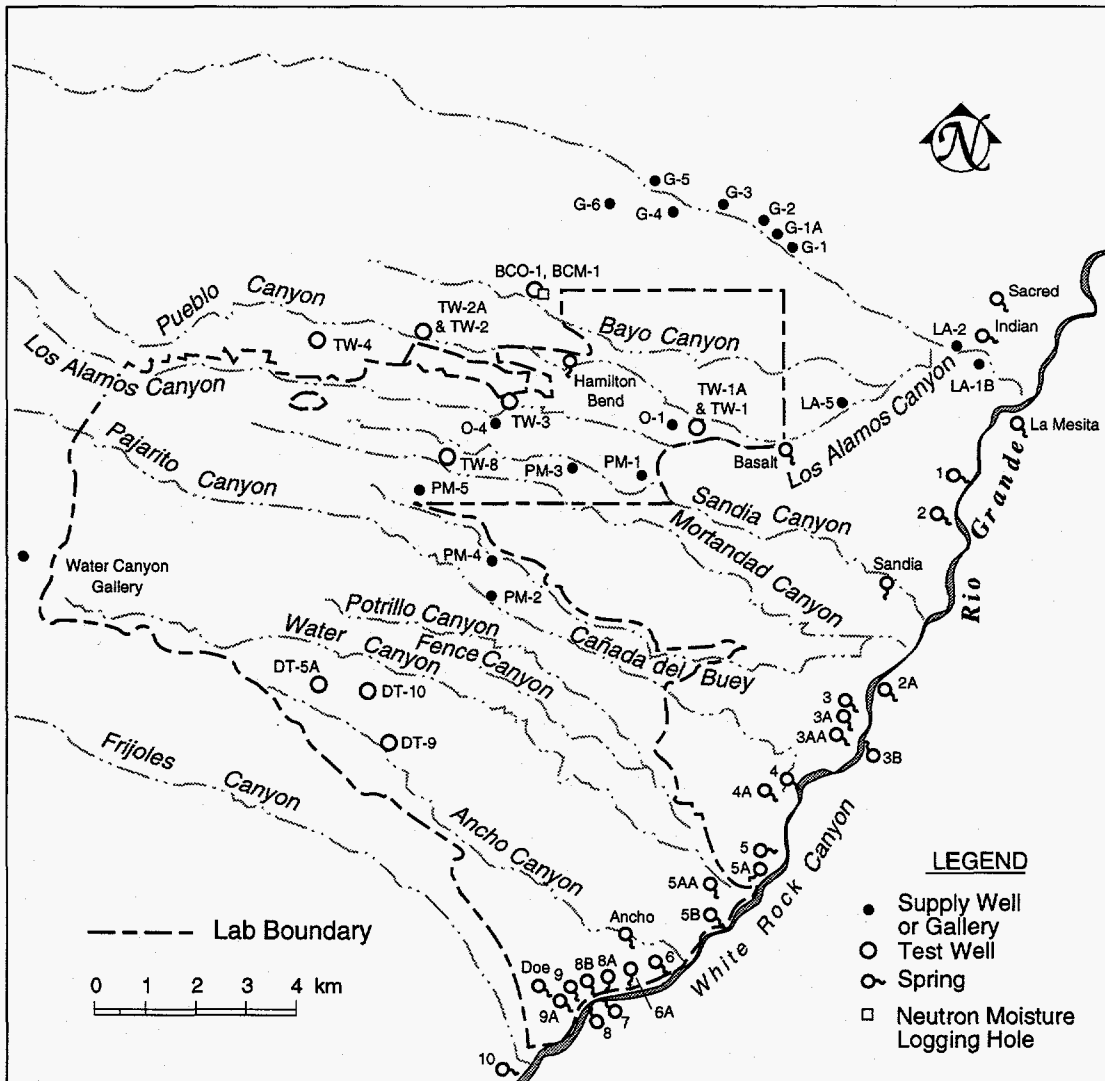 N
G-5
G-3
G-6
G-4
G-2
G-1A
G-1
BCO-1, BCM-1
Sacred
Pueblo Canyon
TW-2A
& TW-2
Bayo Canyon
LA-2
Indian
TW-4
Los Alamos Canyon
Hamilton
Bend
LA-1B
TW-1A
& TW-1
LA-5
Los Alamos Canyon
La Mesita
TW-3
O-4
O-1
Pajarito Canyon
TW-8
PM-3
PM-1
Basalt
1
PM-5
Sandia Canyon
2
Mortandad Canyon
Rio Grande
Water Canyon
Gallery
PM-4
Sandia
PM-2
Potrillo Canyon
Water Canyon
Fence Canyon
Cañada del Buey
DT-5A
DT-10
2A
3
3A
3AA
DT-9
3B
Frijoles Canyon
4
4A
Ancho Canyon
5
5A
5AA
5B
White Rock Canyon
Ancho
Lab Boundary
0 1 2 3 4 km
Doe
9
8B
8A
6
9A
6A
7
8
10
LEGEND
Supply Well
or Gallery
Test Well
Spring
Neutron Moisture
Logging Hole